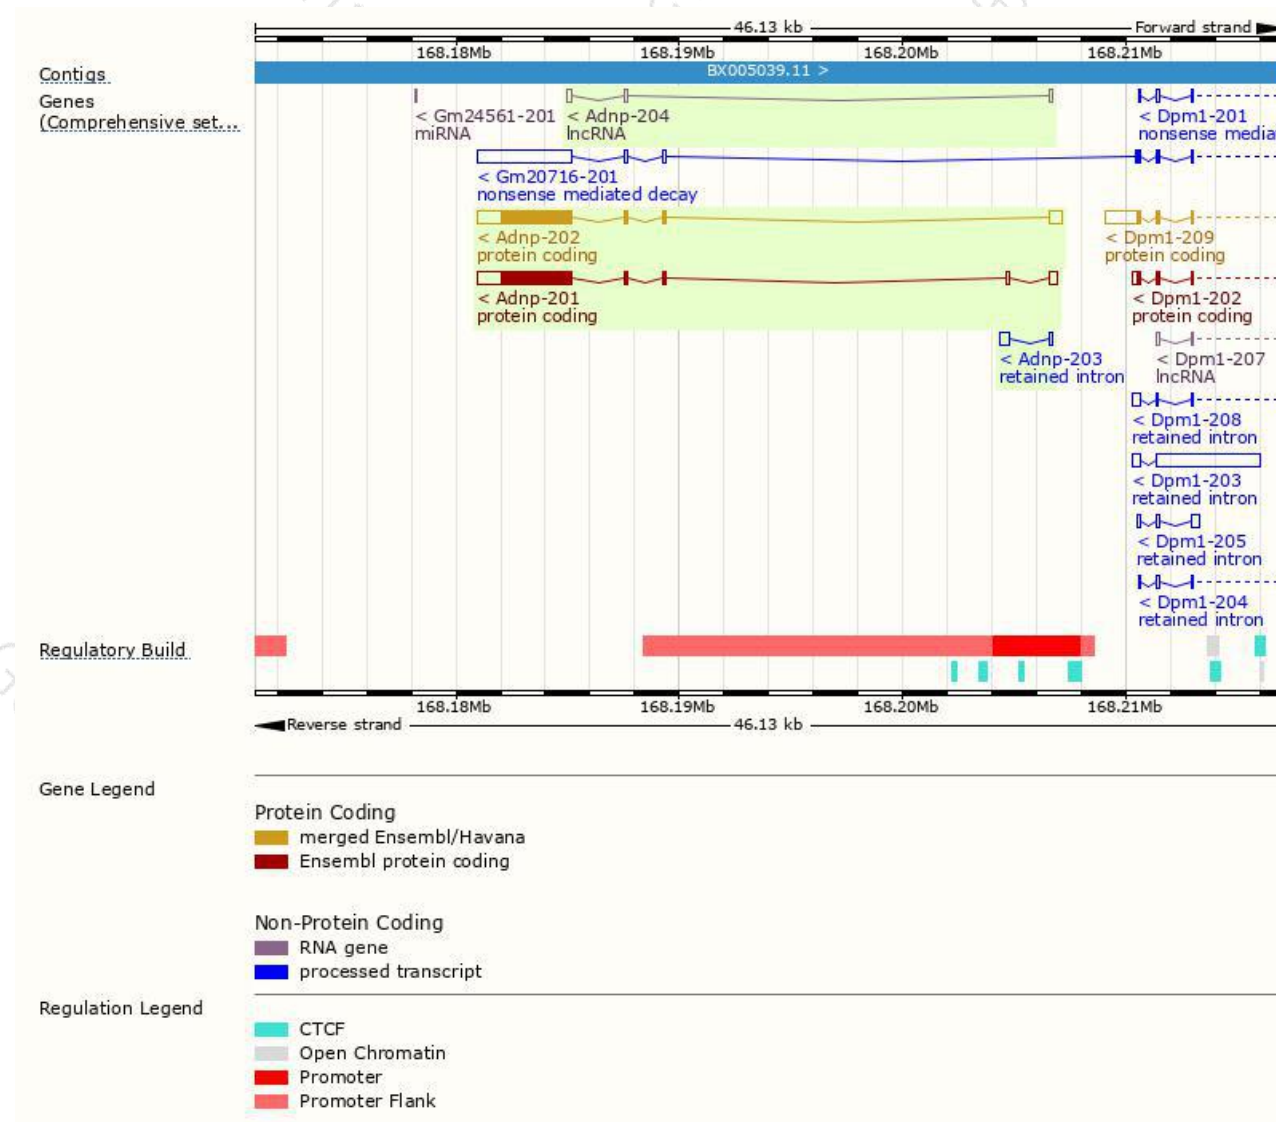 46.13 kb Forward strand
168.18Mb 168.19Mb 168.20Mb 168.21Mb
Contigs BX005039.11 >
Genes
(Comprehensive set...
< Gm24561-201 < Adnp-204 < Dpm1-201
miRNA lncRNA nonsense media
< Gm20716-201
nonsense mediated decay
< Adnp-202 < Dpm1-209
protein coding protein coding
< Adnp-201 < Dpm1-202
protein coding protein coding
< Adnp-203 < Dpm1-207
retained intron lncRNA
< Dpm1-208
retained intron
< Dpm1-203
retained intron
< Dpm1-205
retained intron
< Dpm1-204
retained intron
Regulatory Build
168.18Mb 168.19Mb 168.20Mb 168.21Mb
Reverse strand 46.13 kb
Gene Legend
Protein Coding
merged Ensembl/Havana
Ensembl protein coding
Non-Protein Coding
RNA gene
processed transcript
Regulation Legend
CTCF
Open Chromatin
Promoter
Promoter Flank